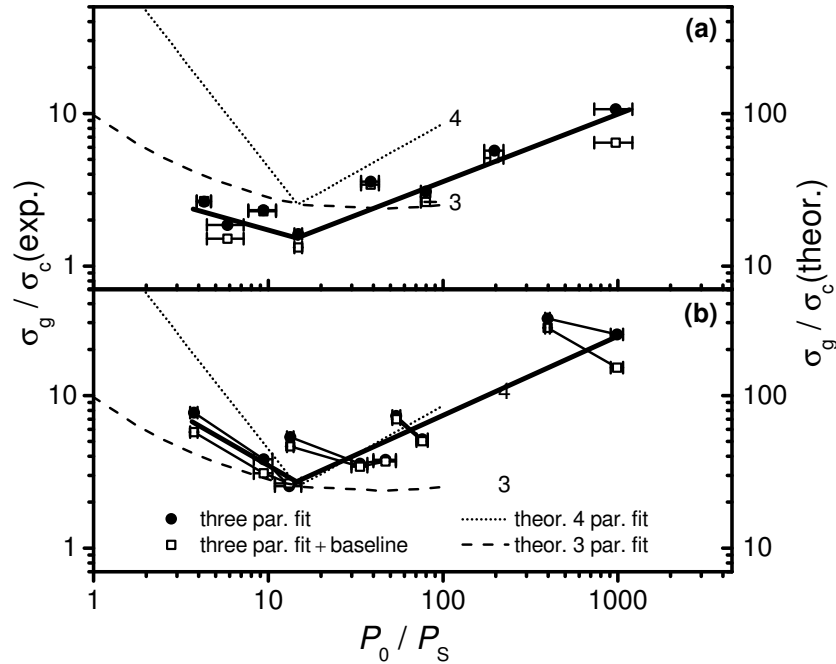 (a)
10
1
100
10
4
3
σg / σc(exp.)
σg / σc(theor.)
(b)
10
1
100
10
4
3
three par. fit
theor. 4 par. fit
three par. fit + baseline
theor. 3 par. fit
1
10
100
1000
P0 / PS